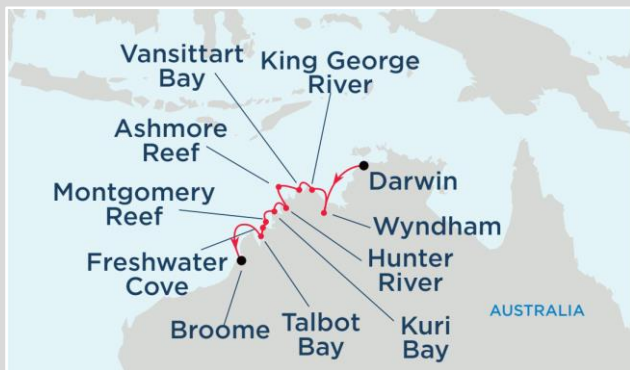 Vansittart
Bay
King George
River
Ashmore
Reef
Darwin
Montgomery
Reef
Wyndham
Freshwater
Cove
Hunter
River
Broome
Talbot
Bay
Kuri
Bay
AUSTRALIA